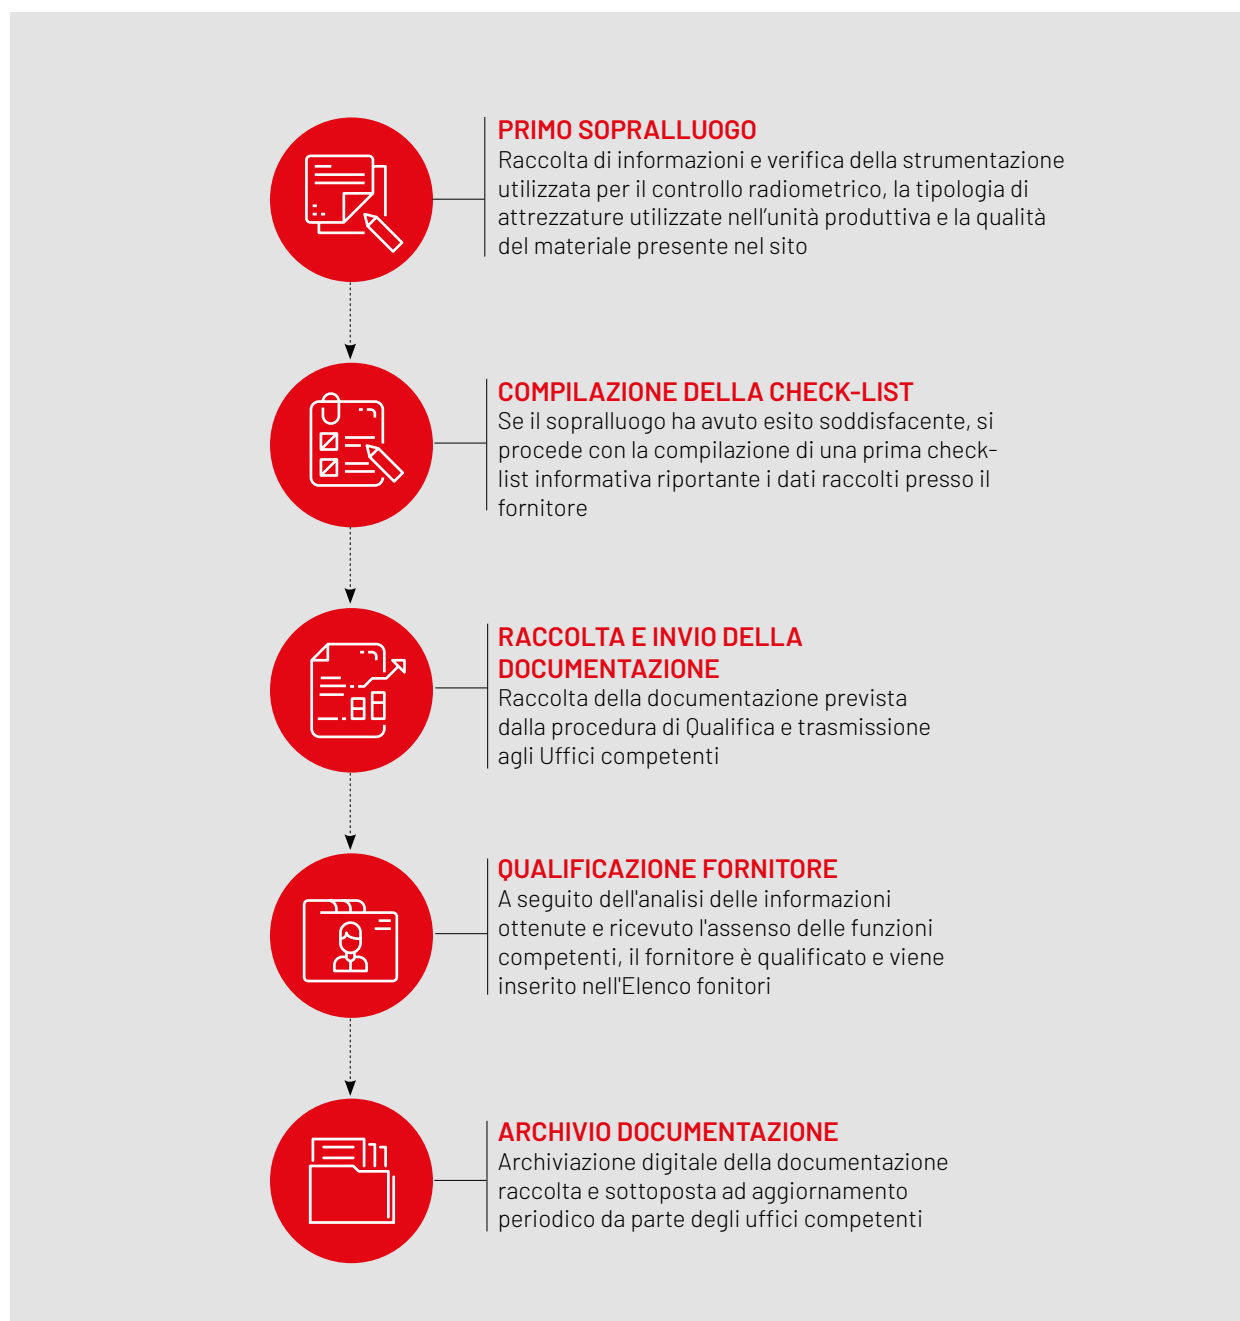 PRIMO SOPRALLUOGO
Raccolta di informazioni e verifica della strumentazione
utilizzata per il controllo radiometrico, la tipologia di
attrezzature utilizzate nell’unità produttiva e la qualità
del materiale presente nel sito
COMPILAZIONE DELLA CHECK-LIST
Se il sopralluogo ha avuto esito soddisfacente, si
procede con la compilazione di una prima check-
list informativa riportante i dati raccolti presso il
fornitore
RACCOLTA E INVIO DELLA
DOCUMENTAZIONE
Raccolta della documentazione prevista
dalla procedura di Qualifica e trasmissione
agli Uffici competenti
QUALIFICAZIONE FORNITORE
A seguito dell'analisi delle informazioni
ottenute e ricevuto l'assenso delle funzioni
competenti, il fornitore è qualificato e viene
inserito nell'Elenco fonitori
ARCHIVIO DOCUMENTAZIONE
Archiviazione digitale della documentazione
raccolta e sottoposta ad aggiornamento
periodico da parte degli uffici competenti